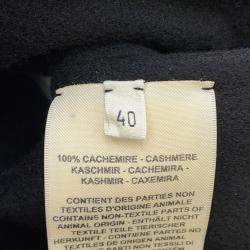 40
100% CACHEMIRE - CASHMERE
KASCHMIR - CACHEMIRA -
KASHMIR - CAXEMIRA
CONTIENT DES PARTIES NON
TEXTILES D'ORIGINE ANIMALE
CONTAINS NON-TEXTILE PARTS OF
ANIMAL ORIGIN - ENTHÄLT NICHT
TEXTILE TEILE TIERISCHEN
HERKUNFT - CONTIENE PARTES NO
TEXTILES DE ORIGEN ANIMAL